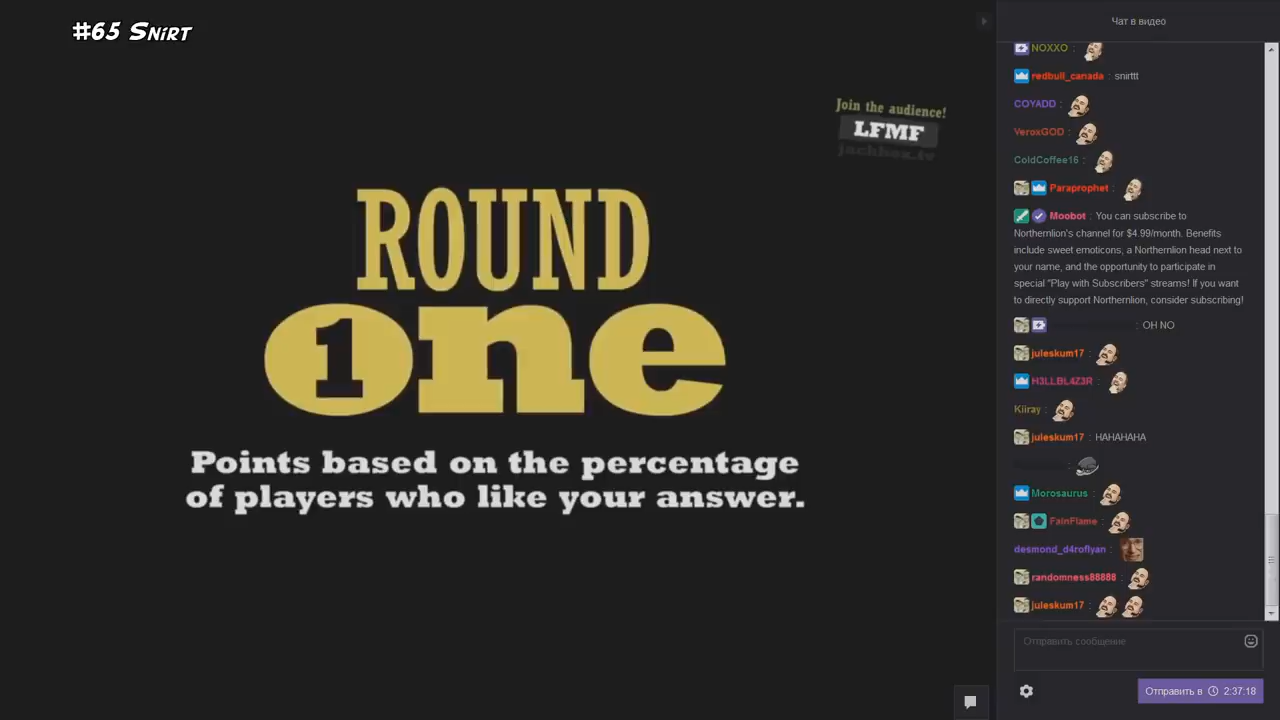 #65 Snirt
Join the audience!
LFMF
jackbox.tv
ROUND
1
one
Points based on the percentage
of players who like your answer.
Чат в видео
NOXXO :
redbull_canada : snirttt
COYADD :
VeroxGOD :
ColdCoffee16 :
Paraprophet :
Moobot : You can subscribe to
Northernlion's channel for $4.99/month. Benefits
include sweet emoticons, a Northernlion head next to
your name, and the opportunity to participate in
special "Play with Subscribers" streams! If you want
to directly support Northernlion, consider subscribing!
: OH NO
juleskum17 :
H3LLBL4Z3R :
Kiiray :
juleskum17 : HAHAHAHA
:
Morosaurus :
FainFlame :
desmond_d4roflyan :
randomness88888 :
juleskum17 :
Отправить сообщение
Отправить в 2:37:18